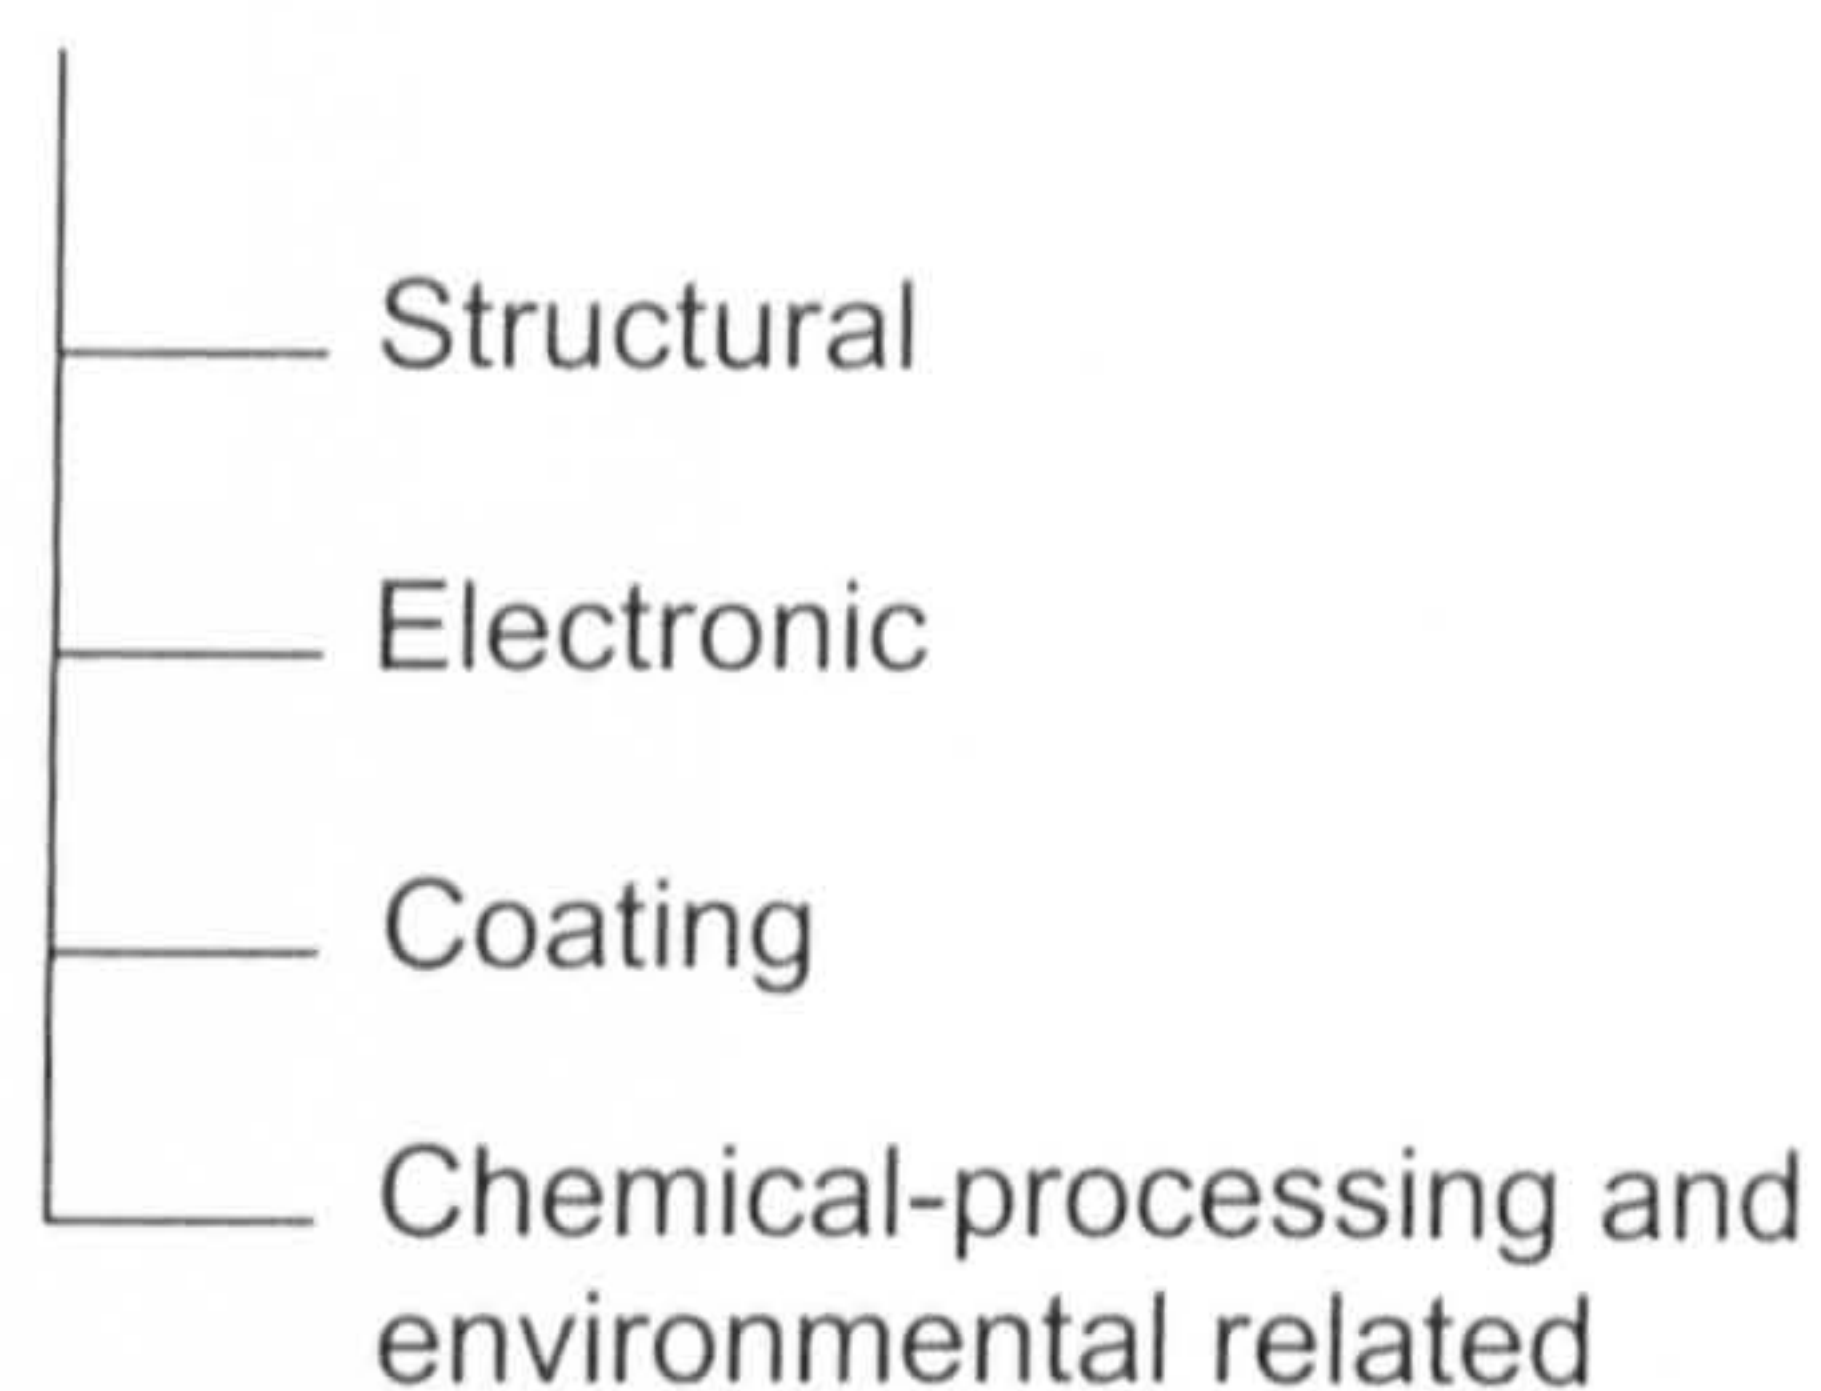 Structural
Electronic
Coating
Chemical-processing and
environmental related